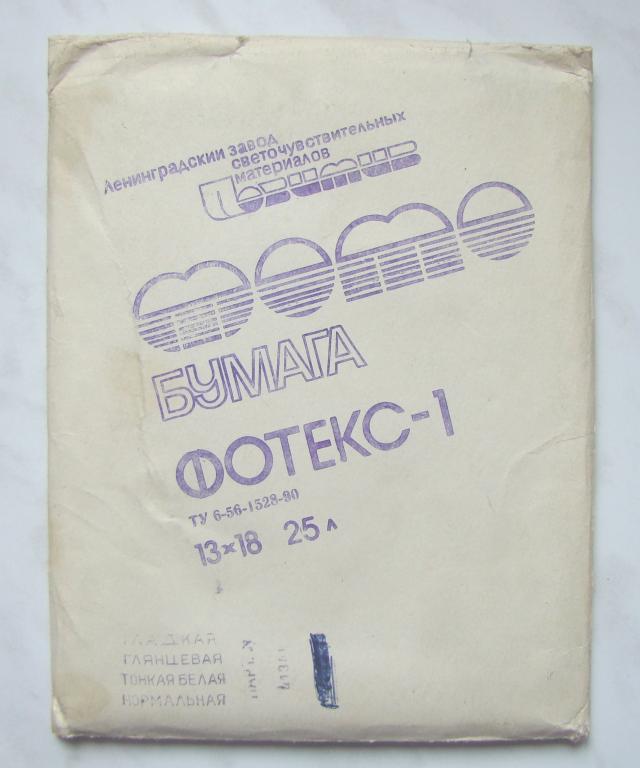 Ленинградский завод
светочувствительных
материалов
Позитив
фото
БУМАГА
ФОТЕКС-1
ТУ 6-56-1528-90
13×18 25 л
ГЛАДКАЯ
ГЛЯНЦЕВАЯ
ТОНКАЯ БЕЛАЯ
НОРМАЛЬНАЯ